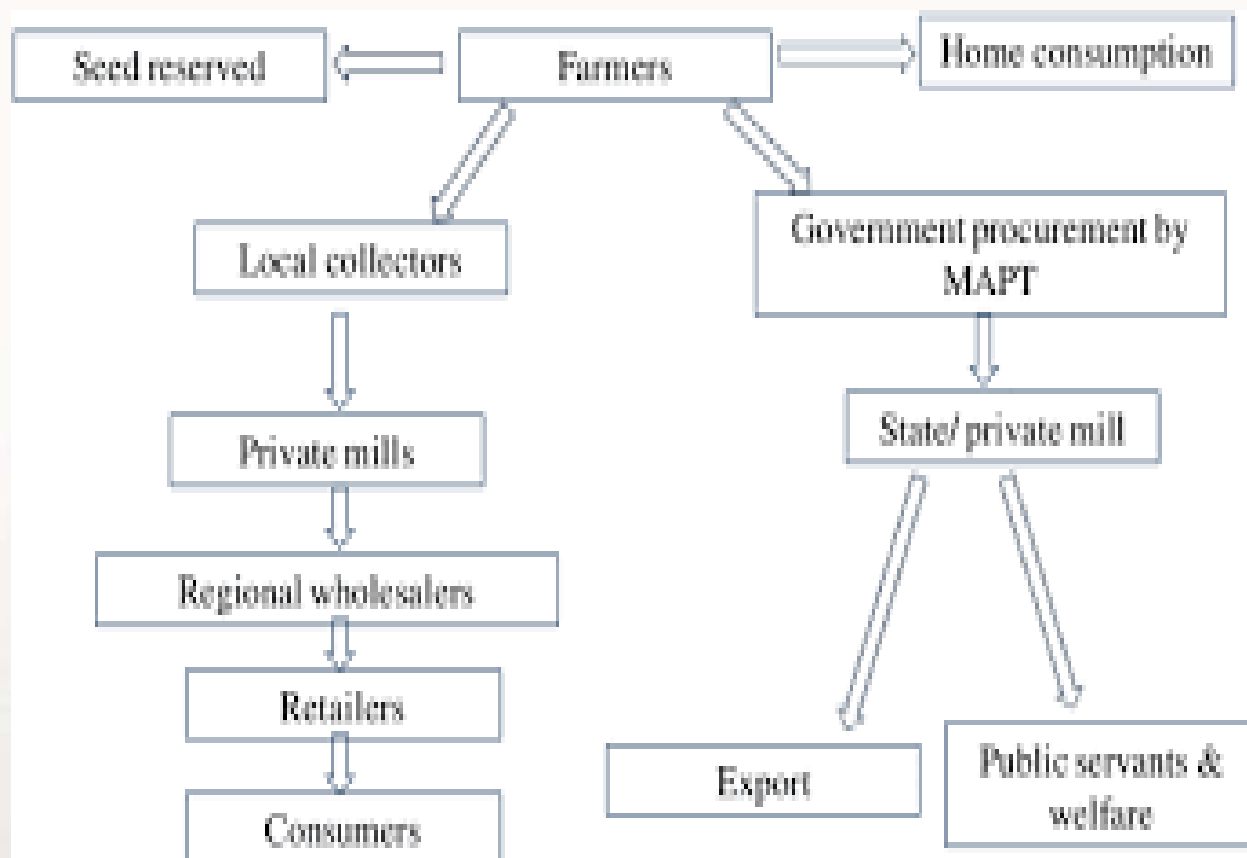 Seed reserved
Farmers
Home consumption
Local collectors
Government procurement by
MAPT
Private mills
State/ private mill
Regional wholesalers
Retailers
Export
Public servants &
welfare
Consumers